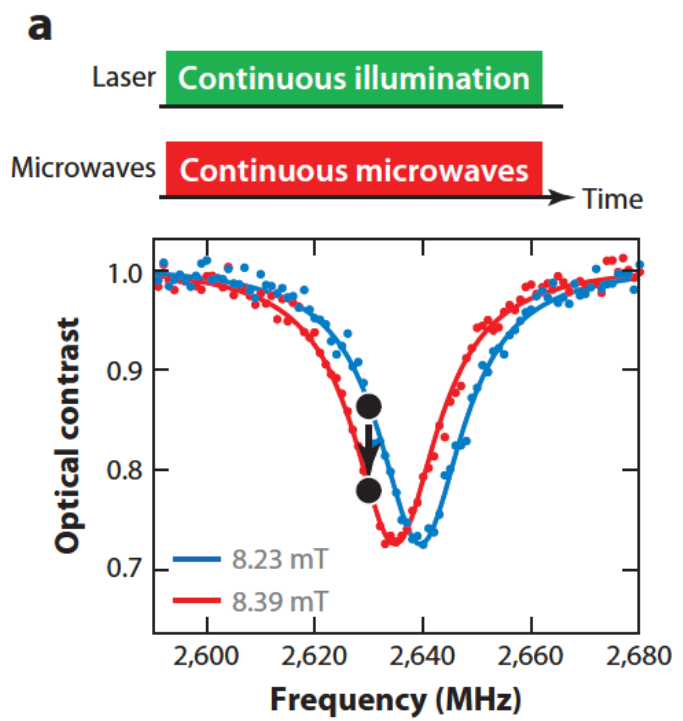 a
Laser
Continuous illumination
Microwaves
Continuous microwaves
Time
1.0
0.9
0.8
0.7
Optical contrast
8.23 mT
8.39 mT
2,600
2,620
2,640
2,660
2,680
Frequency (MHz)